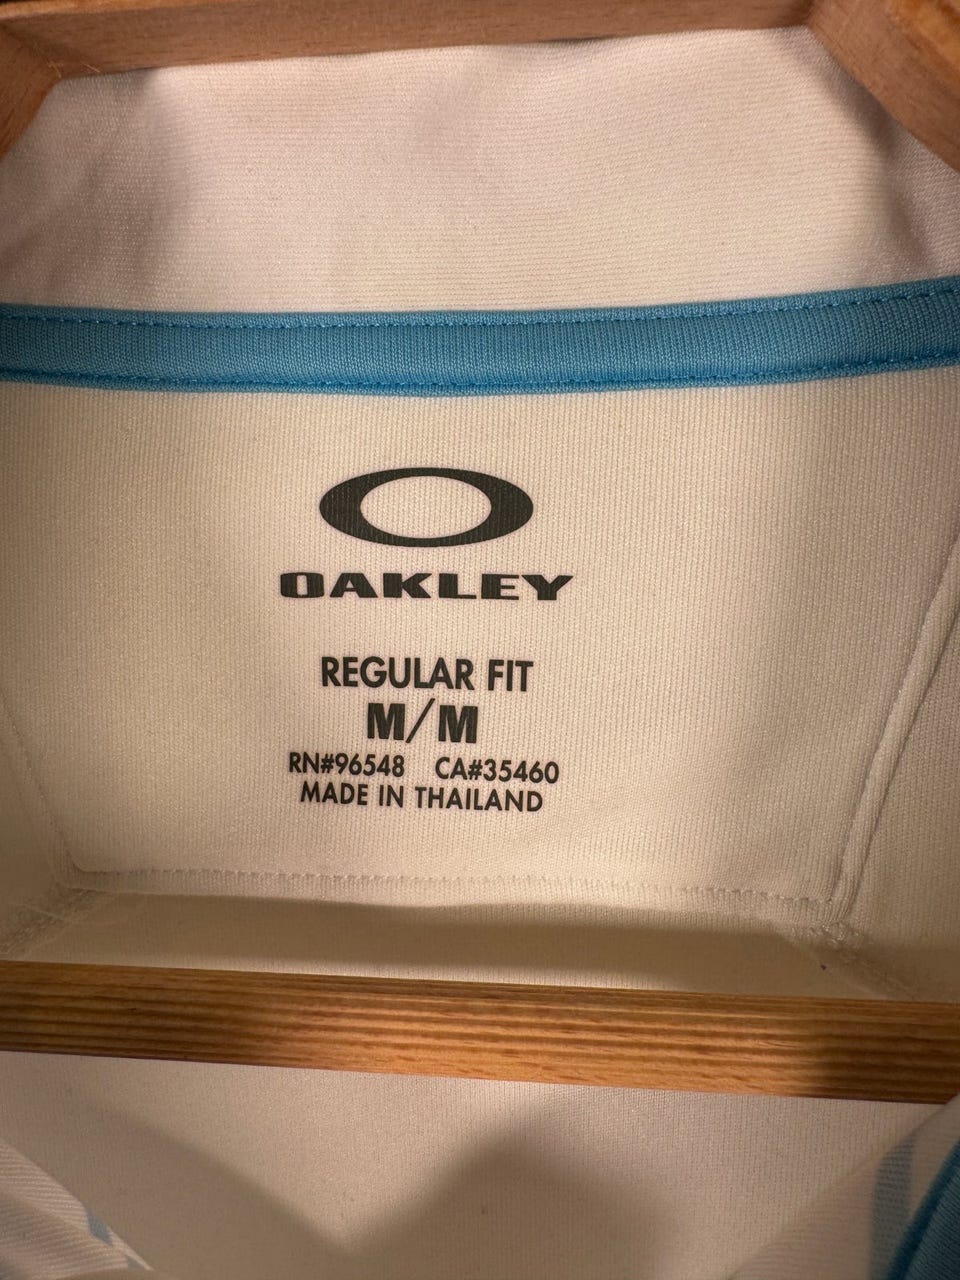 OAKLEY
REGULAR FIT
M/M
RN#96548 CA#35460
MADE IN THAILAND